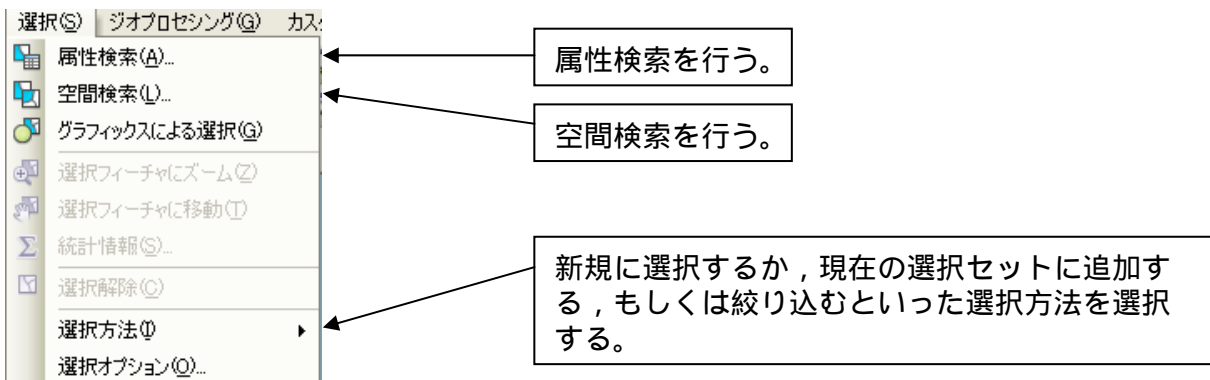 選択(S) ジオプロセシング(G) カス
属性検索(A)...
空間検索(L)...
グラフィックスによる選択(G)
選択フィーチャにズーム(Z)
選択フィーチャに移動(T)
統計情報(S)...
選択解除(C)
選択方法(I)
選択オプション(O)...
属性検索を行う。
空間検索を行う。
新規に選択するか，現在の選択セットに追加す
る，もしくは絞り込むといった選択方法を選択
する。